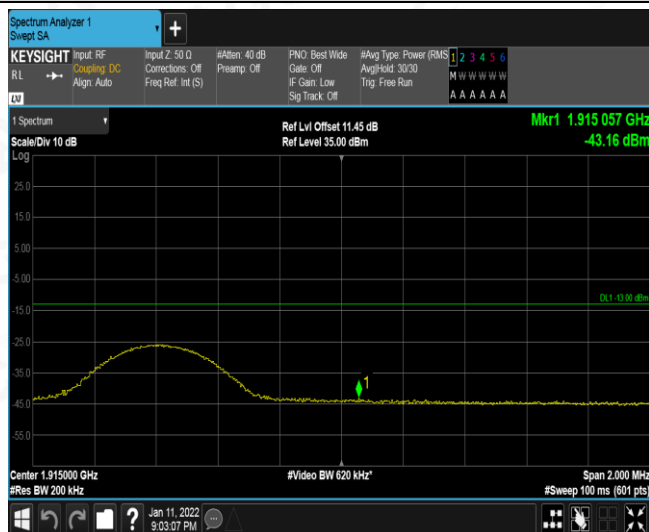 Spectrum Analyzer 1
Swept SA
+
KEYSIGHT
RL
LXI
Input: RF
Coupling: DC
Align: Auto
Input Z: 50 Ω
Corrections: Off
Freq Ref: Int (S)
#Atten: 40 dB
Preamp: Off
PNO: Best Wide
Gate: Off
IF Gain: Low
Sig Track: Off
#Avg Type: Power (RMS
Avg|Hold: 30/30
Trig: Free Run
1 2 3 4 5 6
M W W W W W
A A A A A A
1 Spectrum
Scale/Div 10 dB
Log
Ref Lvl Offset 11.45 dB
Ref Level 35.00 dBm
Mkr1 1.915 057 GHz
-43.16 dBm
25.0
15.0
5.00
-5.00
DL1 -13.00 dBm
-15.0
-25.0
-35.0
1
-45.0
-55.0
Center 1.915000 GHz
#Res BW 200 kHz
#Video BW 620 kHz*
Span 2.000 MHz
#Sweep 100 ms (601 pts)
?
Jan 11, 2022
9:03:07 PM